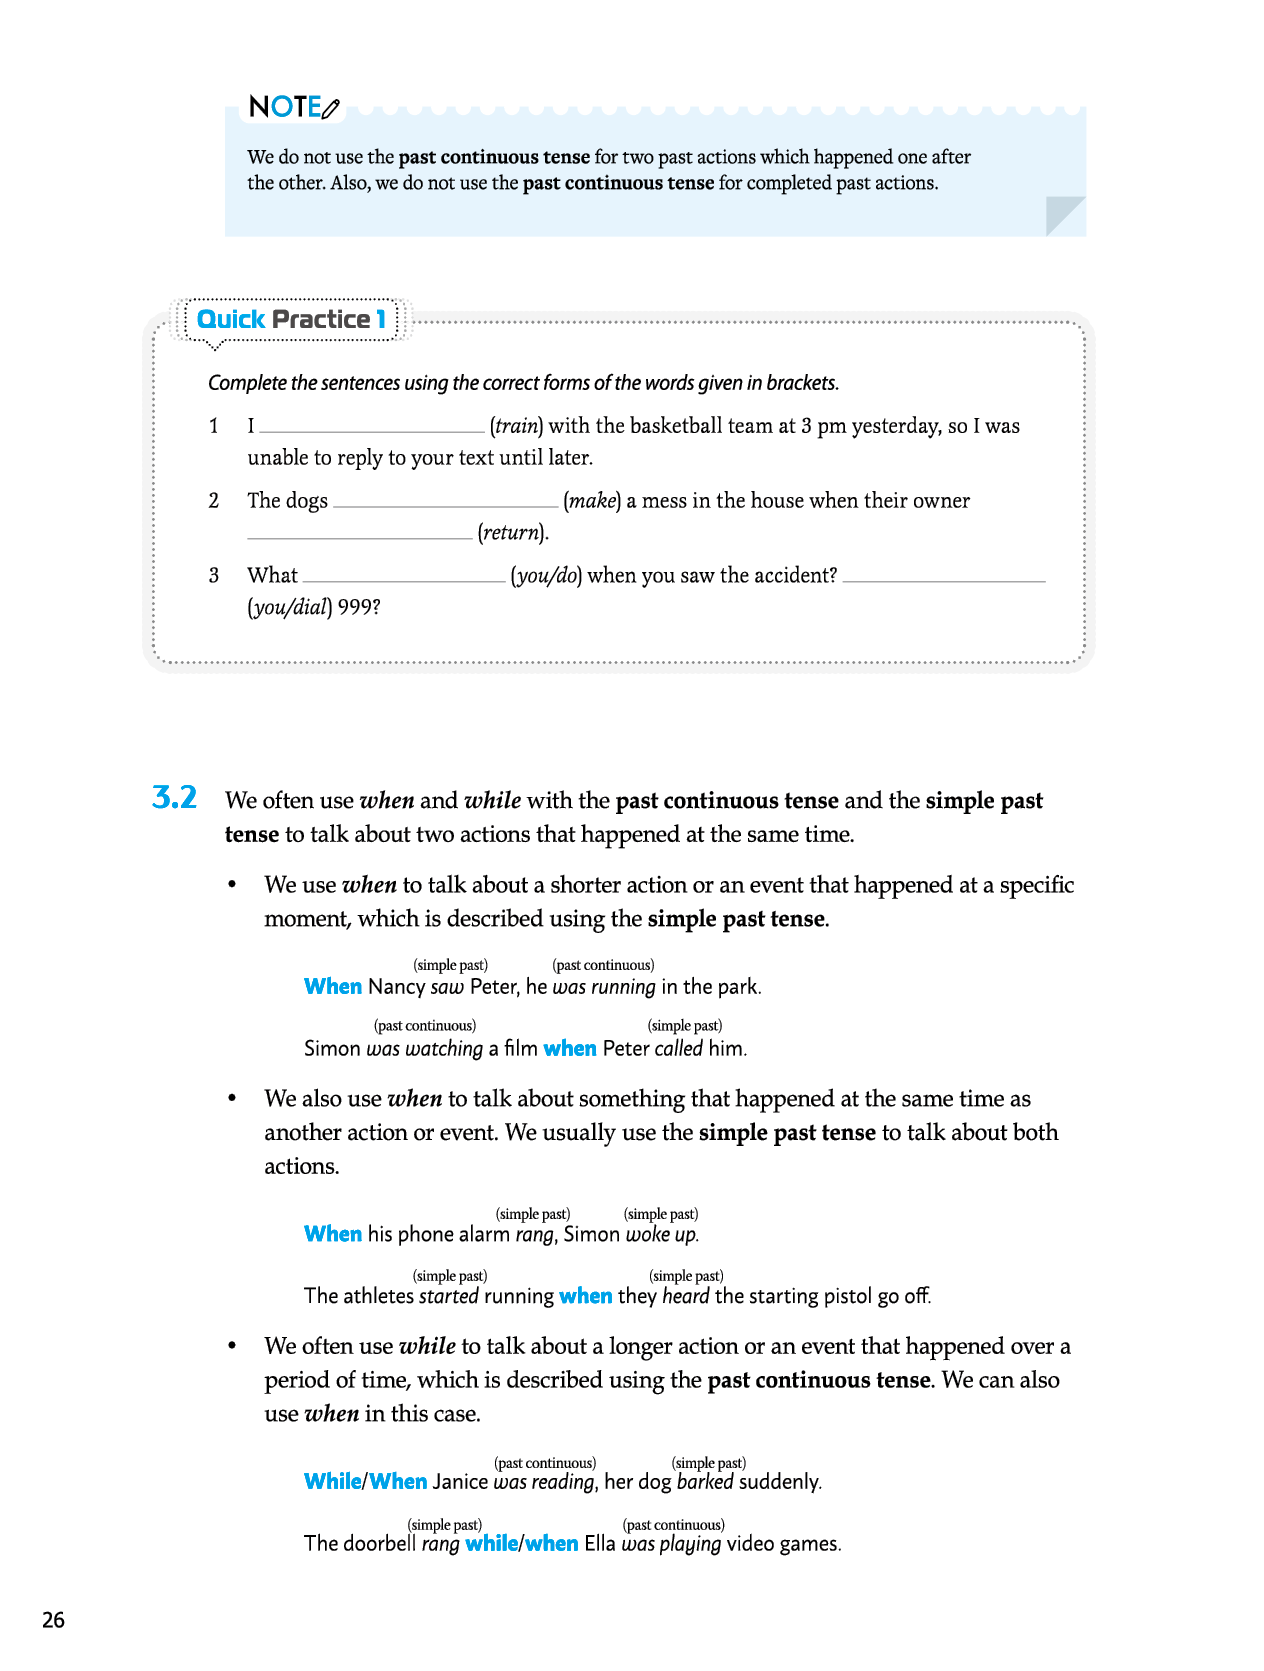 NOTE
We do not use the past continuous tense for two past actions which happened one after
the other. Also, we do not use the past continuous tense for completed past actions.
Quick Practice 1
Complete the sentences using the correct forms of the words given in brackets.
1 I ____________________ (train) with the basketball team at 3 pm yesterday, so I was
unable to reply to your text until later.
2 The dogs ____________________ (make) a mess in the house when their owner
____________________ (return).
3 What __________________ (you/do) when you saw the accident? __________________
(you/dial) 999?
3.2 We often use when and while with the past continuous tense and the simple past
tense to talk about two actions that happened at the same time.
• We use when to talk about a shorter action or an event that happened at a specific
moment, which is described using the simple past tense.
(simple past) (past continuous)
When Nancy saw Peter, he was running in the park.
(past continuous) (simple past)
Simon was watching a film when Peter called him.
• We also use when to talk about something that happened at the same time as
another action or event. We usually use the simple past tense to talk about both
actions.
(simple past) (simple past)
When his phone alarm rang, Simon woke up.
(simple past) (simple past)
The athletes started running when they heard the starting pistol go off.
• We often use while to talk about a longer action or an event that happened over a
period of time, which is described using the past continuous tense. We can also
use when in this case.
(past continuous) (simple past)
While/When Janice was reading, her dog barked suddenly.
(simple past) (past continuous)
The doorbell rang while/when Ella was playing video games.
26